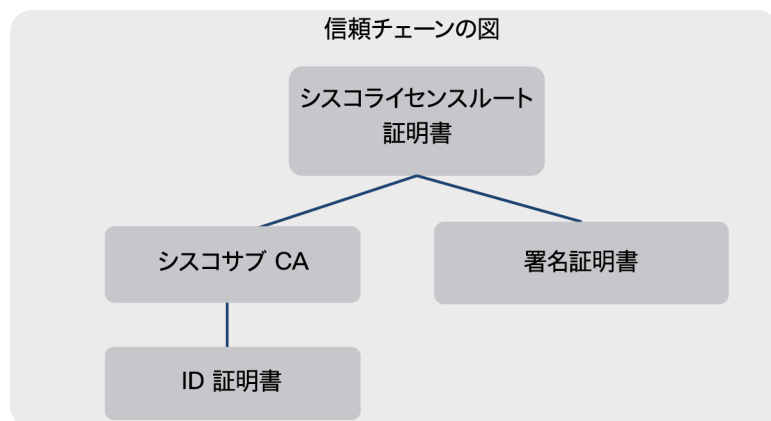 信頼チェーンの図
シスコライセンスルート
証明書
シスコサブ CA
署名証明書
ID 証明書